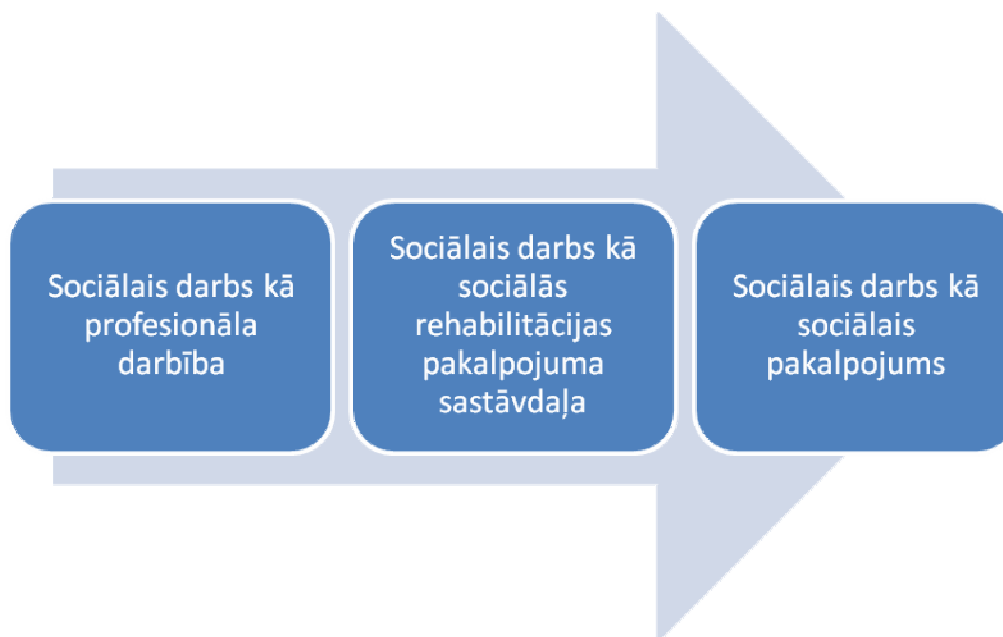 Sociālais darbs kā
profesionāla
darbība
Sociālais darbs kā
sociālās
rehabilitācijas
pakalpojuma
sastāvdaļa
Sociālais darbs kā
sociālais
pakalpojums